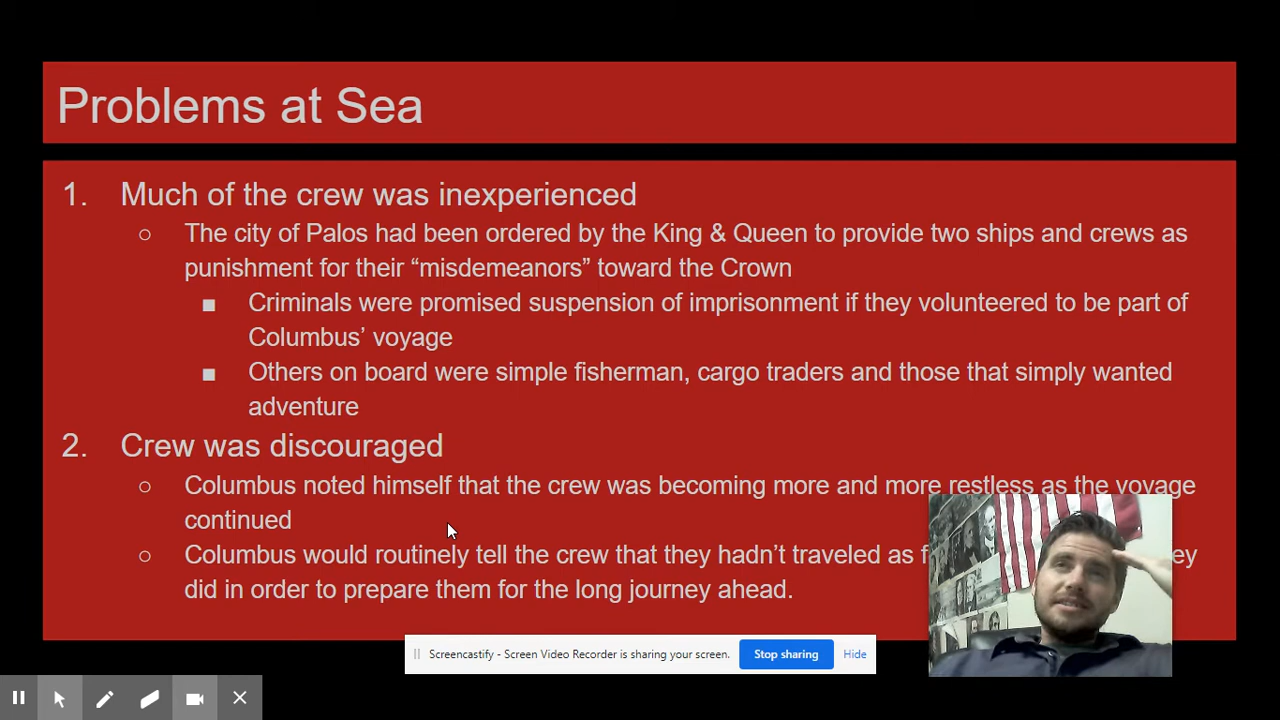 Problems at Sea
1. Much of the crew was inexperienced
○ The city of Palos had been ordered by the King & Queen to provide two ships and crews as
punishment for their “misdemeanors” toward the Crown
■ Criminals were promised suspension of imprisonment if they volunteered to be part of
Columbus’ voyage
■ Others on board were simple fisherman, cargo traders and those that simply wanted
adventure
2. Crew was discouraged
○ Columbus noted himself that the crew was becoming more and more restless as the voyage
continued
○ Columbus would routinely tell the crew that they hadn’t traveled as
did in order to prepare them for the long journey ahead.
Screencastify - Screen Video Recorder is sharing your screen.
Stop sharing
Hide